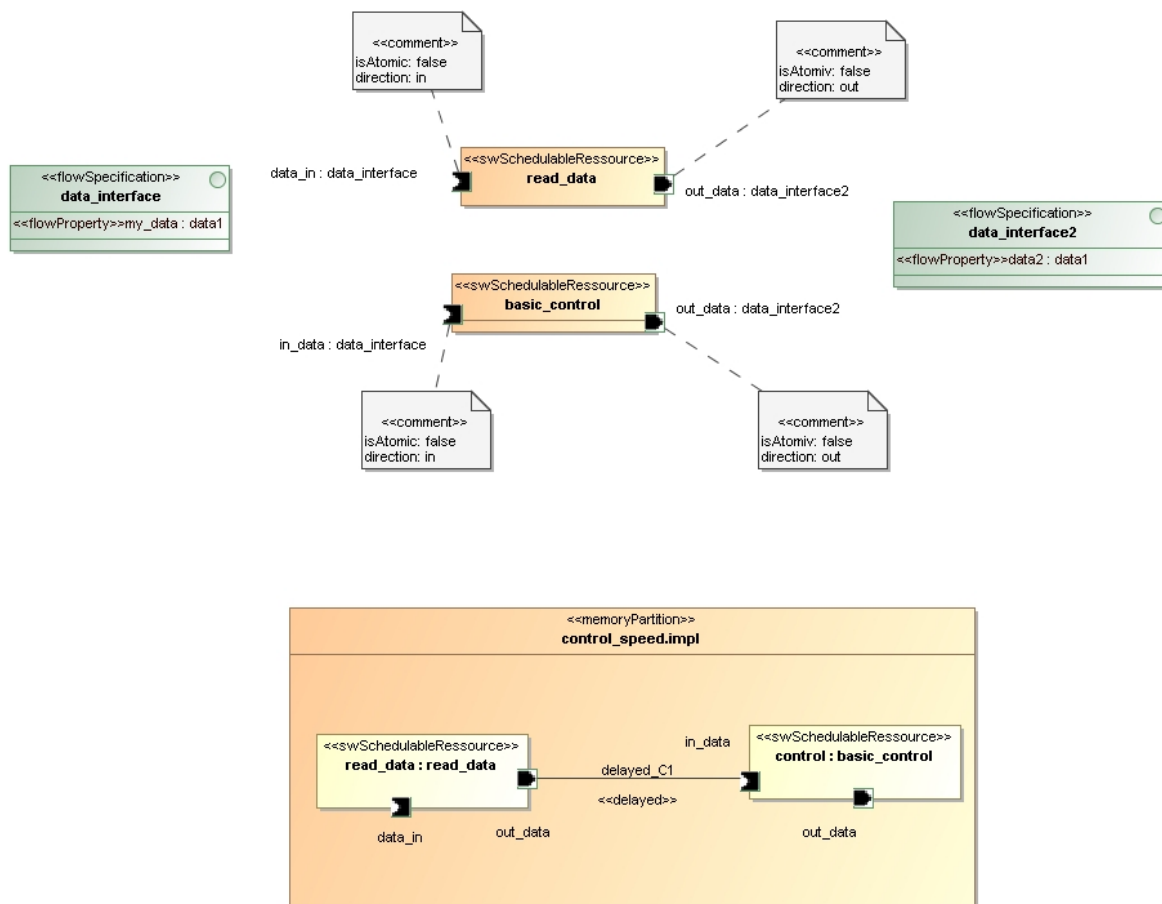 <<comment>>
isAtomic: false
direction: in
<<comment>>
isAtomiv: false
direction: out
<<flowSpecification>>
data_interface
<<flowProperty>>my_data : data1
data_in : data_interface
<<swSchedulableRessource>>
read_data
out_data : data_interface2
<<flowSpecification>>
data_interface2
<<flowProperty>>data2 : data1
<<swSchedulableRessource>>
basic_control
out_data : data_interface2
in_data : data_interface
<<comment>>
isAtomic: false
direction: in
<<comment>>
isAtomiv: false
direction: out
<<memoryPartition>>
control_speed.impl
<<swSchedulableRessource>>
read_data : read_data
in_data
<<swSchedulableRessource>>
control : basic_control
delayed_C1
<<delayed>>
data_in
out_data
out_data